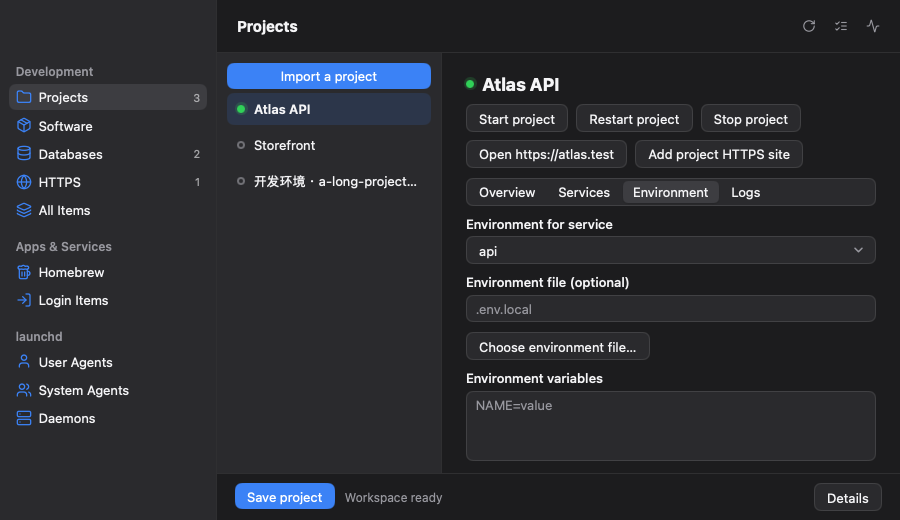 Development
Projects 3
Software
Databases 2
HTTPS 1
All Items
Apps & Services
Homebrew
Login Items
launchd
User Agents
System Agents
Daemons
Projects
Import a project
Atlas API
Storefront
开发环境 · a-long-project...
Atlas API
Start project Restart project Stop project
Open https://atlas.test Add project HTTPS site
Overview Services Environment Logs
Environment for service
api
Environment file (optional)
.env.local
Choose environment file...
Environment variables
NAME=value
Save project Workspace ready Details